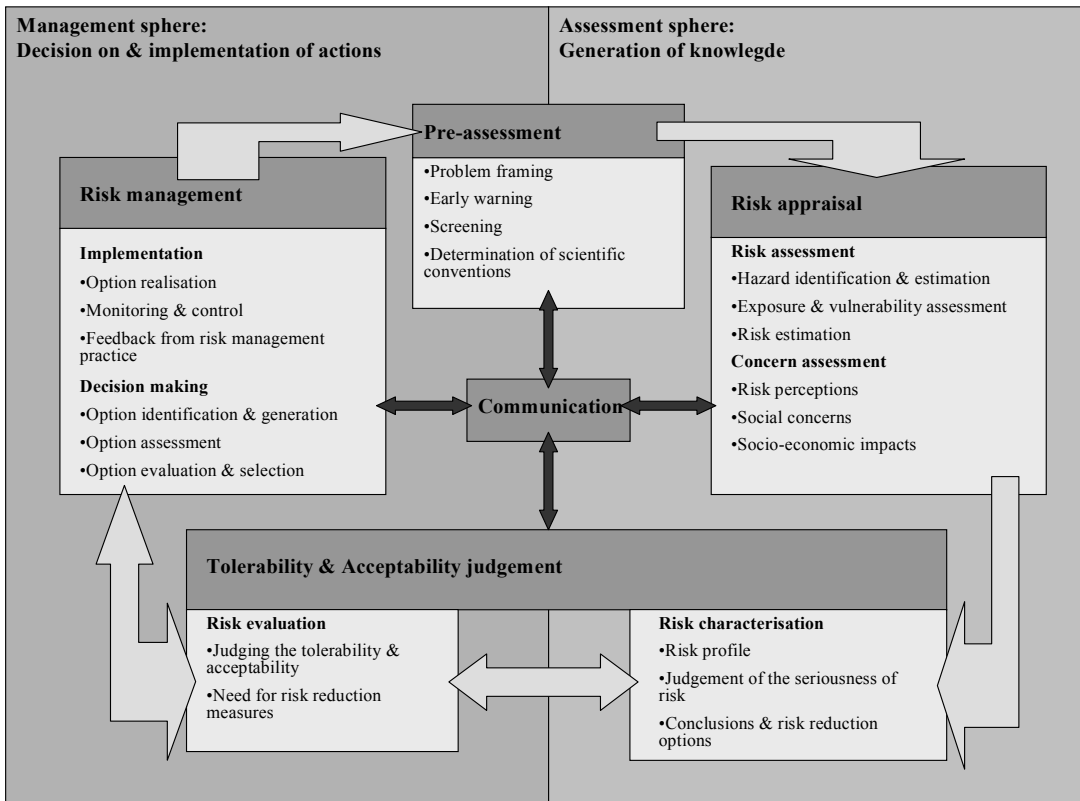 Management sphere:
Decision on & implementation of actions
Assessment sphere:
Generation of knowlegde
Pre-assessment
•Problem framing
•Early warning
•Screening
•Determination of scientific
conventions
Risk management
Implementation
•Option realisation
•Monitoring & control
•Feedback from risk management
practice
Decision making
•Option identification & generation
•Option assessment
•Option evaluation & selection
Risk appraisal
Risk assessment
•Hazard identification & estimation
•Exposure & vulnerability assessment
•Risk estimation
Concern assessment
•Risk perceptions
•Social concerns
•Socio-economic impacts
Communication
Tolerability & Acceptability judgement
Risk evaluation
•Judging the tolerability &
acceptability
•Need for risk reduction
measures
Risk characterisation
•Risk profile
•Judgement of the seriousness of
risk
•Conclusions & risk reduction
options